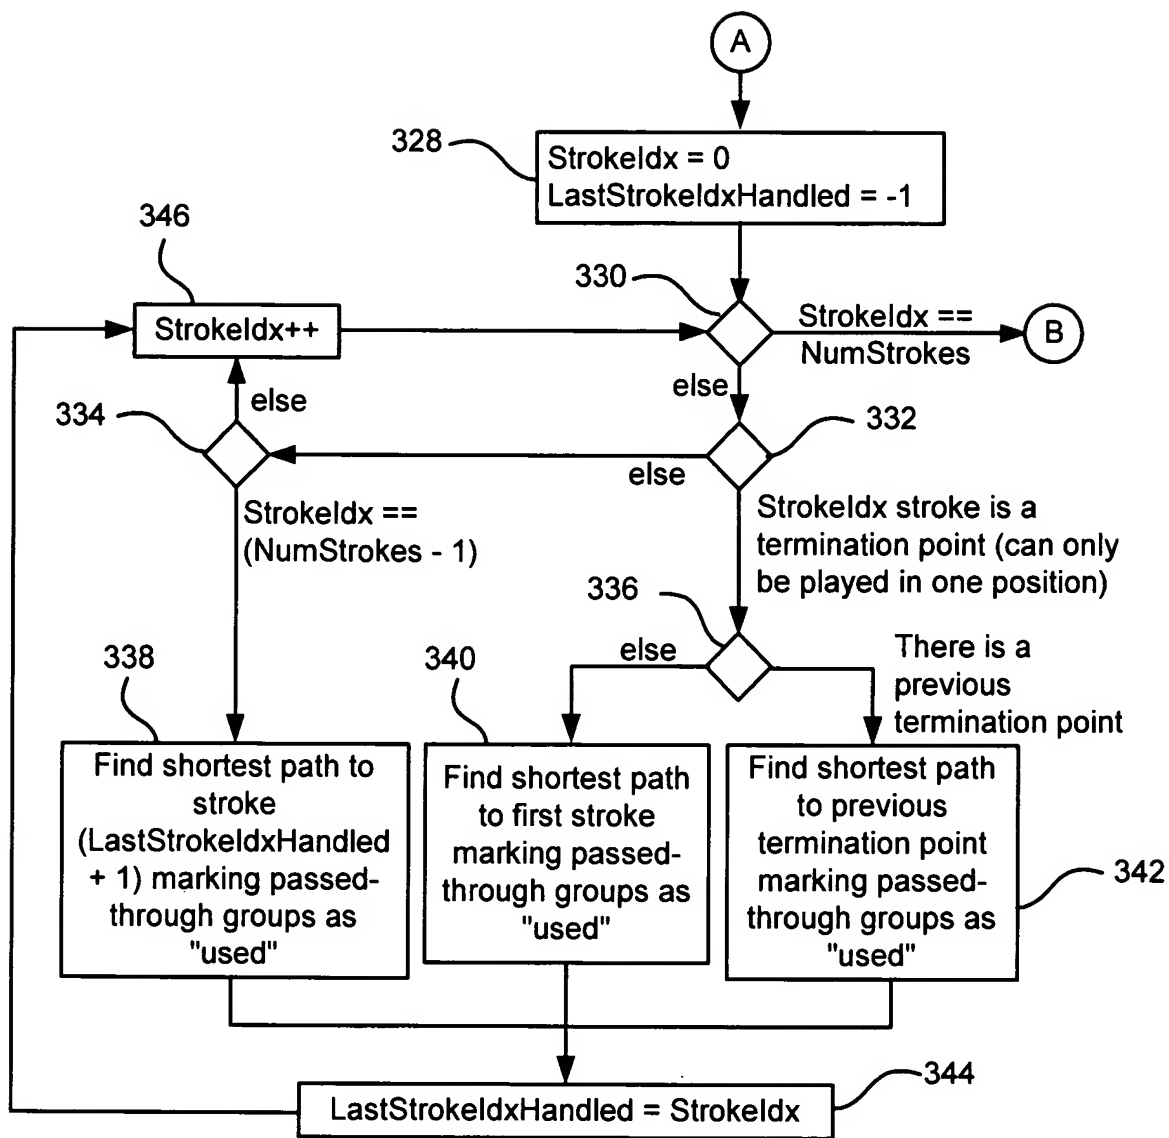 A
328
StrokeIdx = 0
LastStrokeIdxHandled = -1
346
330
StrokeIdx++
StrokeIdx ==
NumStrokes
B
else
334
else
332
else
StrokeIdx ==
(NumStrokes - 1)
StrokeIdx stroke is a
termination point (can only
be played in one position)
336
338
340
else
There is a
previous
termination point
Find shortest path to
stroke
(LastStrokeIdxHandled
+ 1) marking passed-
through groups as
"used"
Find shortest path
to first stroke
marking passed-
through groups as
"used"
Find shortest path
to previous
termination point
marking passed-
through groups as
"used"
342
344
LastStrokeIdxHandled = StrokeIdx